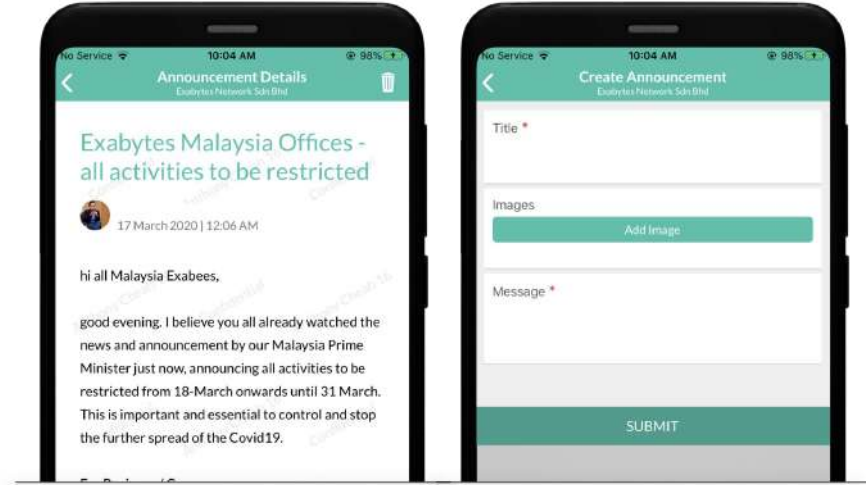 No Service 10:04 AM 98%
Announcement Details
Exabytes Network Sdn Bhd
Exabytes Malaysia Offices -
all activities to be restricted
17 March 2020 | 12:06 AM
hi all Malaysia Exabees,
good evening. I believe you all already watched the
news and announcement by our Malaysia Prime
Minister just now, announcing all activities to be
restricted from 18-March onwards until 31 March.
This is important and essential to control and stop
the further spread of the Covid19.
No Service 10:04 AM 98%
Create Announcement
Exabytes Network Sdn Bhd
Title *
Images
Add Image
Message *
SUBMIT